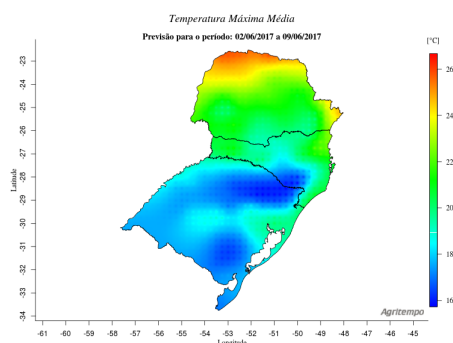 Temperatura Máxima Média
Previsão para o período: 02/06/2017 a 09/06/2017
[°C]
-23
-24
-25
-26
-27
-28
-29
-30
-31
-32
-33
-34
Latitude
26
24
22
20
18
16
Agritempo
-61 -60 -59 -58 -57 -56 -55 -54 -53 -52 -51 -50 -49 -48 -47 -46 -45
Longitude